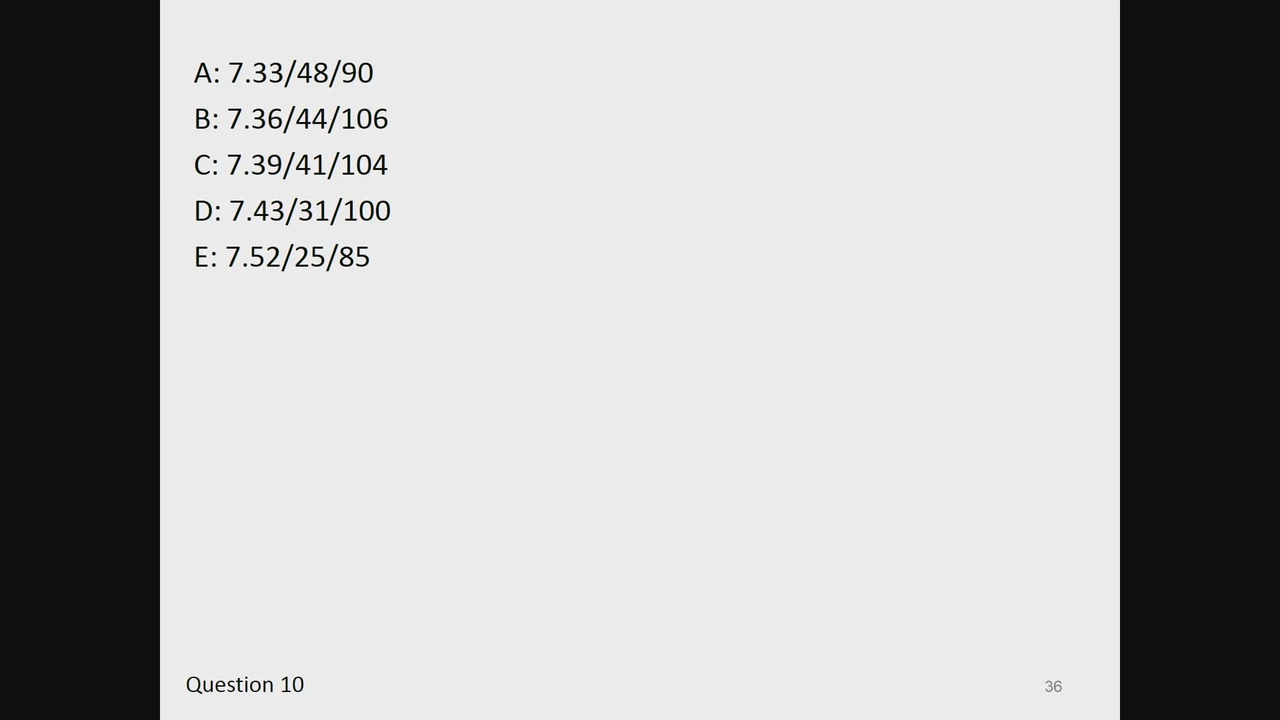 A: 7.33/48/90
B: 7.36/44/106
C: 7.39/41/104
D: 7.43/31/100
E: 7.52/25/85
Question 10
36